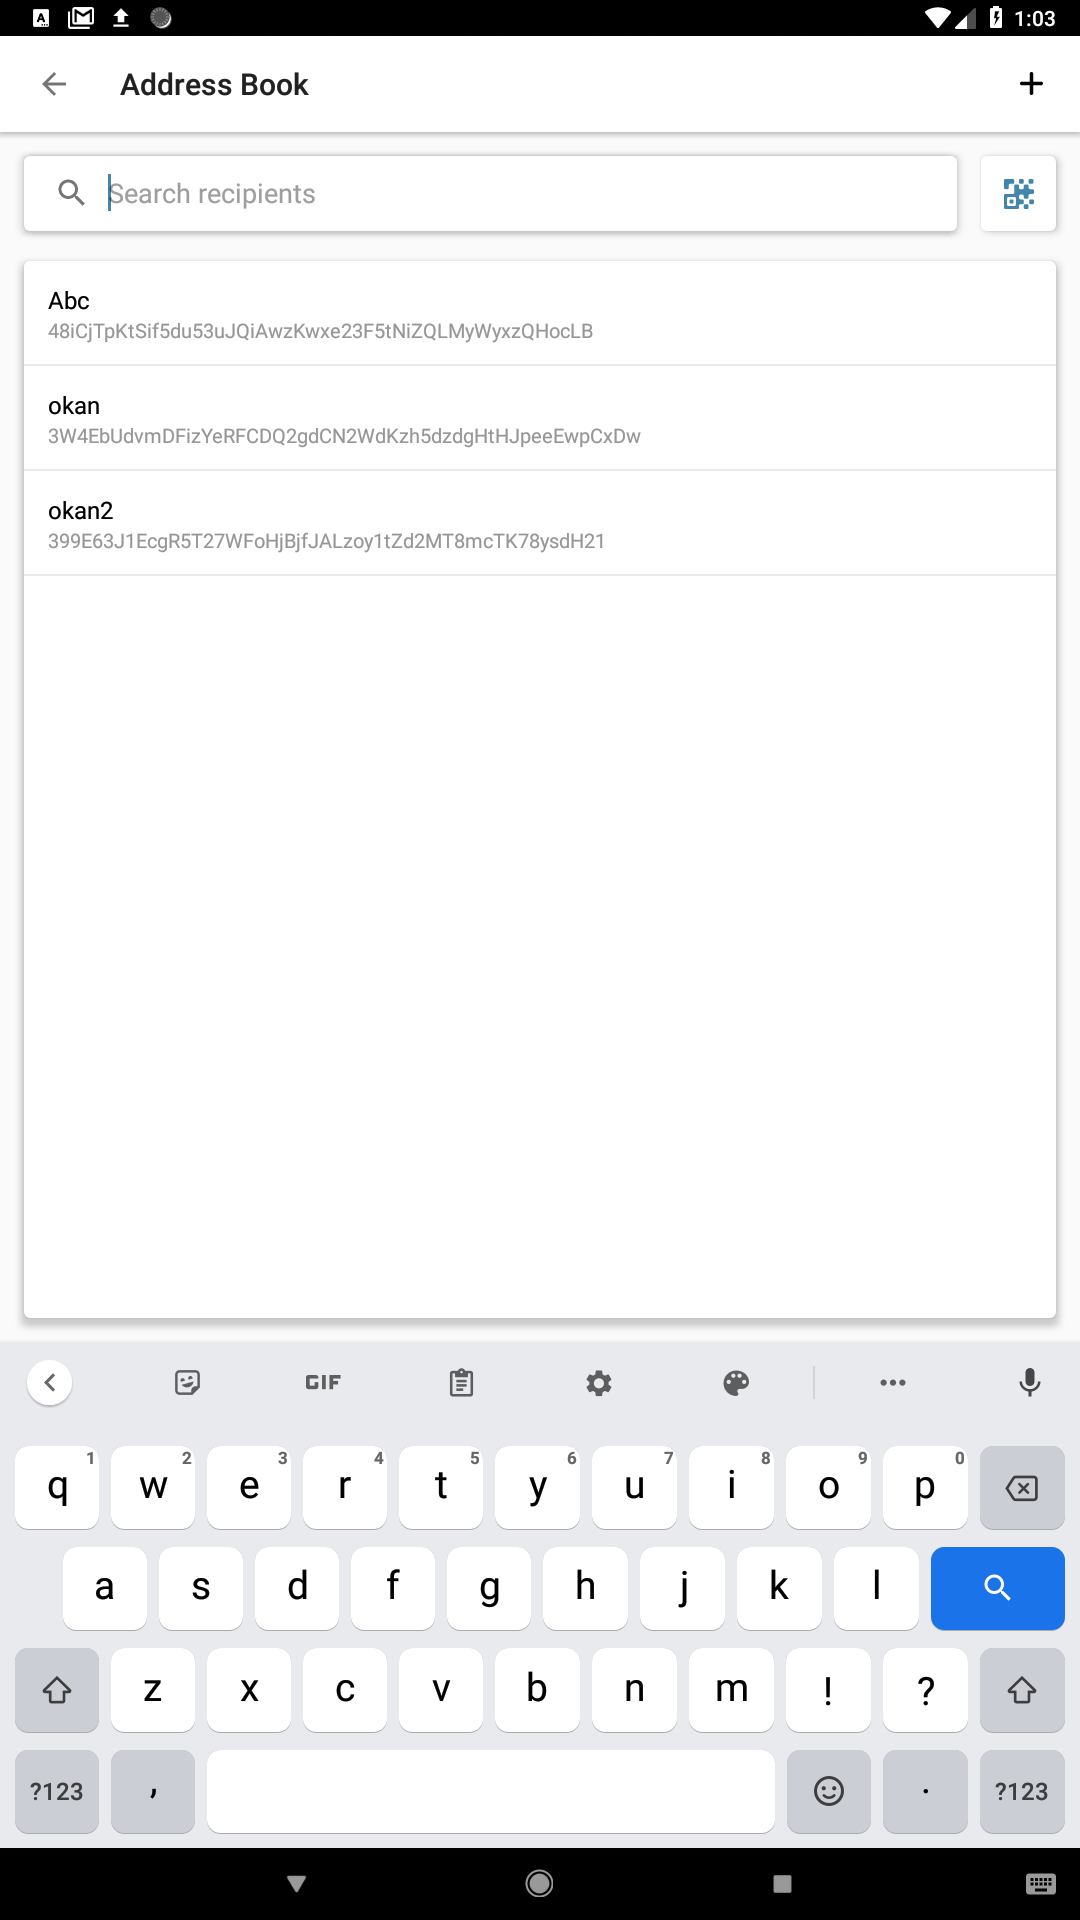 1:03
Address Book
Search recipients
Abc
48iCjTpKtSif5du53uJQiAwzKwxe23F5tNiZQLMyWyxzQHocLB
okan
3W4EbUdvmDFizYeRFCDQ2gdCN2WdKzh5dzdgHtHJpeeEwpCxDw
okan2
399E63J1EcgR5T27WFoHjBjfJALzoy1tZd2MT8mcTK78ysdH21
GIF
q 1 w 2 e 3 r 4 t 5 y 6 u 7 i 8 o 9 p 0
a s d f g h j k l
z x c v b n m ! ?
?123 , . ?123